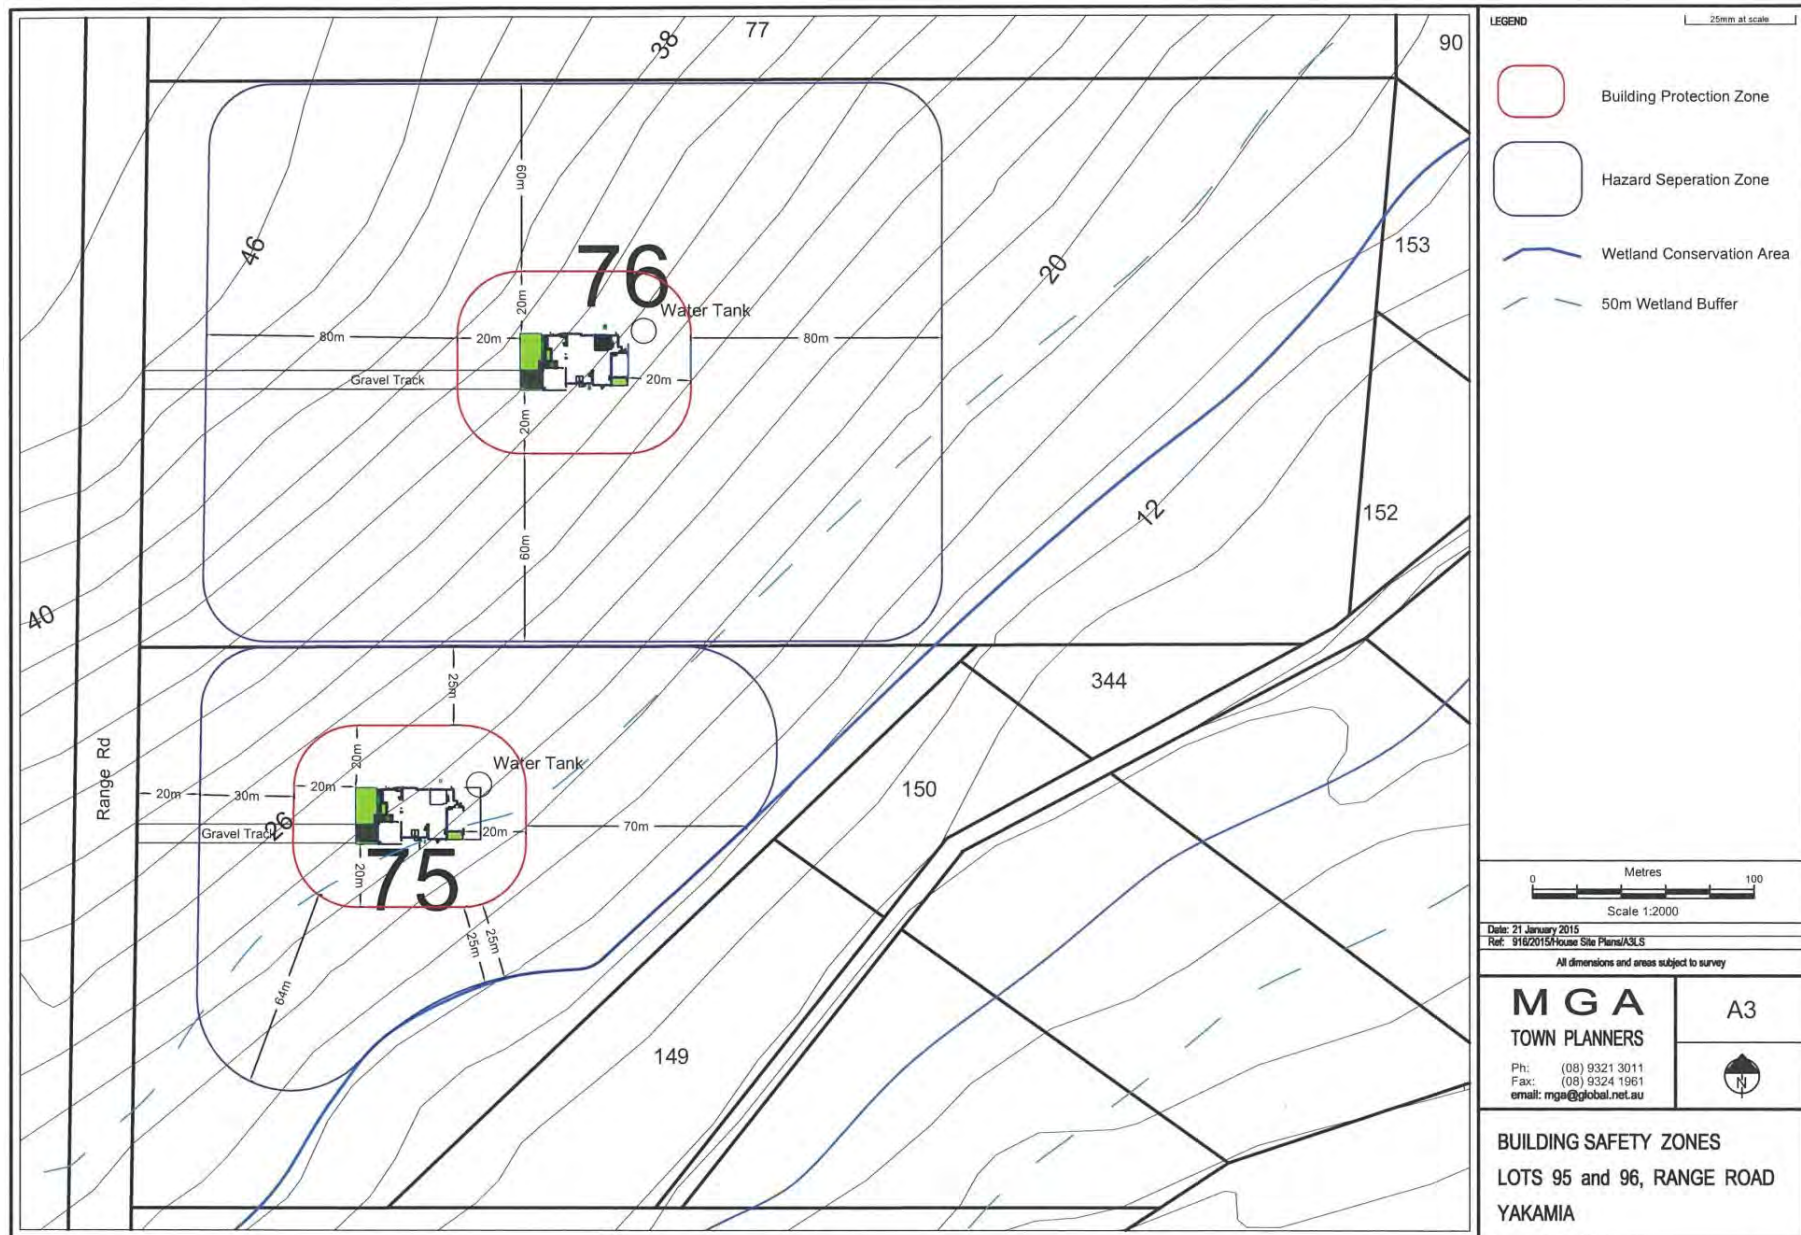 77
38
90
46
60m
76
20m
Water Tank
80m
20m
80m
20m
Gravel Track
20m
60m
20
153
12
152
40
344
25m
Range Rd
20m
Water Tank
20m
30m
20m
26
Gravel Track
20m
70m
20m
75
150
25m
25m
64m
149
LEGEND
25mm at scale
Building Protection Zone
Hazard Seperation Zone
Wetland Conservation Area
50m Wetland Buffer
Metres
0 100
Scale 1:2000
Date: 21 January 2015
Ref: 916/2015/House Site Plans/A3LS
All dimensions and areas subject to survey
MGA
TOWN PLANNERS
Ph: (08) 9321 3011
Fax: (08) 9324 1961
email: mga@global.net.au
A3
N
BUILDING SAFETY ZONES
LOTS 95 and 96, RANGE ROAD
YAKAMIA